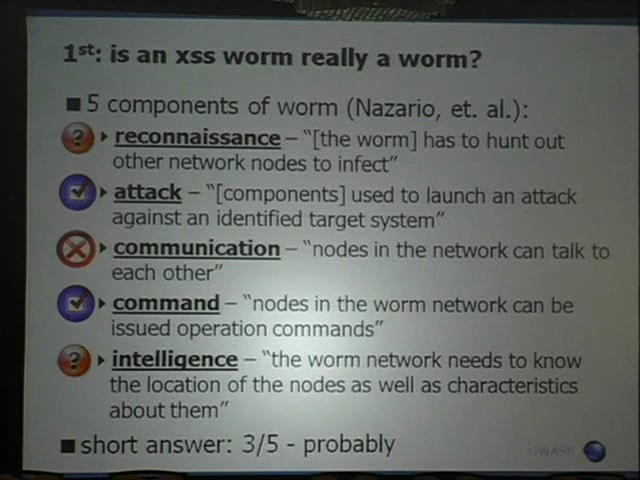 1st: is an xss worm really a worm?
5 components of worm (Nazario, et. al.):
reconnaissance – "[the worm] has to hunt out
other network nodes to infect"
attack – "[components] used to launch an attack
against an identified target system"
communication – "nodes in the network can talk to
each other"
command – "nodes in the worm network can be
issued operation commands"
intelligence – "the worm network needs to know
the location of the nodes as well as characteristics
about them"
short answer: 3/5 - probably
OWASP